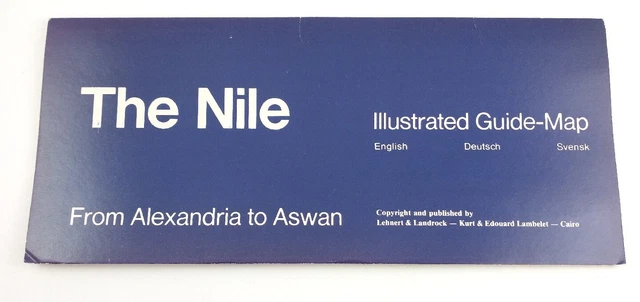 The Nile
Illustrated Guide-Map
English Deutsch Svensk
From Alexandria to Aswan
Copyright and published by
Lehnert & Landrock — Kurt & Edouard Lambelet — Cairo